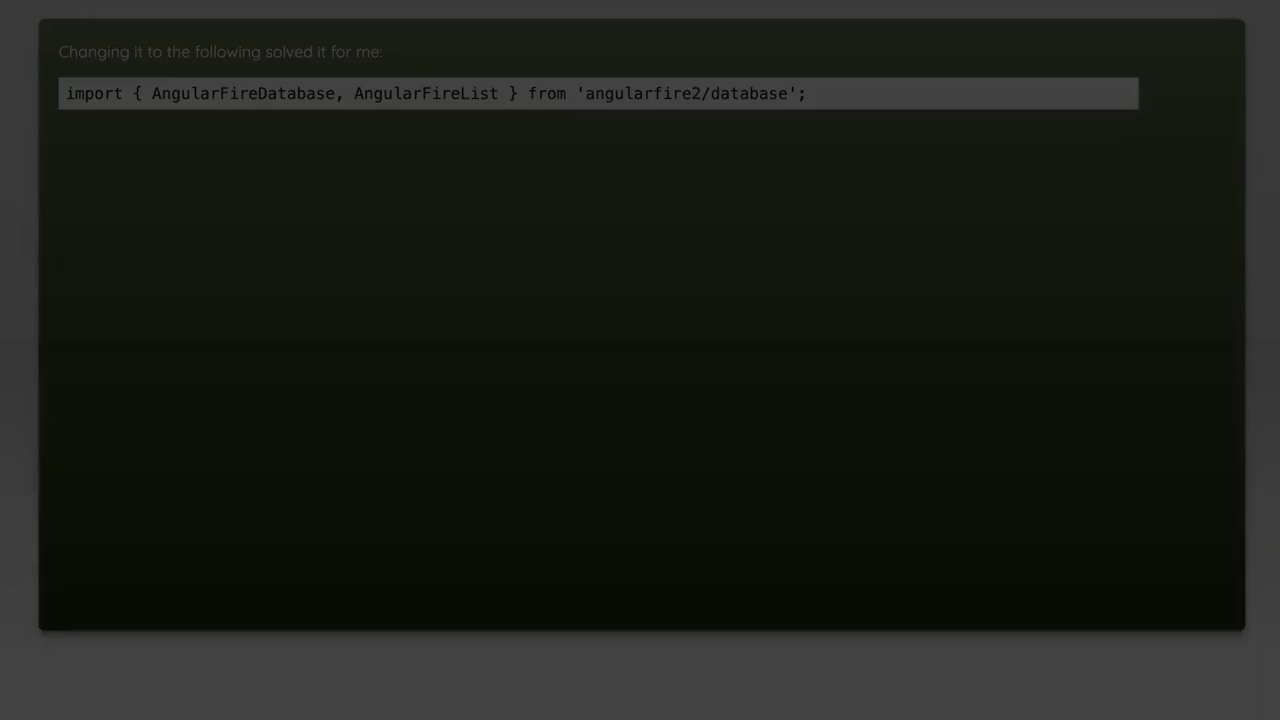 Changing it to the following solved it for me:
import { AngularFireDatabase, AngularFireList } from 'angularfire2/database';